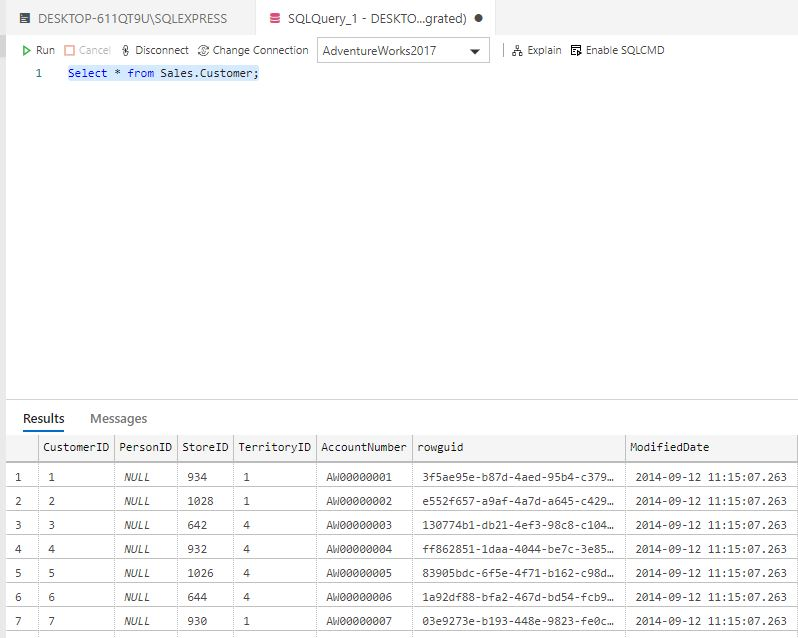 DESKTOP-611QT9U\SQLEXPRESS SQLQuery_1 - DESKTO...grated)
Run Cancel Disconnect Change Connection AdventureWorks2017 Explain Enable SQLCMD
1 Select * from Sales.Customer;
Results Messages
CustomerID PersonID StoreID TerritoryID AccountNumber rowguid ModifiedDate
1 1 NULL 934 1 AW00000001 3f5ae95e-b87d-4aed-95b4-c379… 2014-09-12 11:15:07.263
2 2 NULL 1028 1 AW00000002 e552f657-a9af-4a7d-a645-c429… 2014-09-12 11:15:07.263
3 3 NULL 642 4 AW00000003 130774b1-db21-4ef3-98c8-c104… 2014-09-12 11:15:07.263
4 4 NULL 932 4 AW00000004 ff862851-1daa-4044-be7c-3e85… 2014-09-12 11:15:07.263
5 5 NULL 1026 4 AW00000005 83905bdc-6f5e-4f71-b162-c98d… 2014-09-12 11:15:07.263
6 6 NULL 644 4 AW00000006 1a92df88-bfa2-467d-bd54-fcb9… 2014-09-12 11:15:07.263
7 7 NULL 930 1 AW00000007 03e9273e-b193-448e-9823-fe0c… 2014-09-12 11:15:07.263